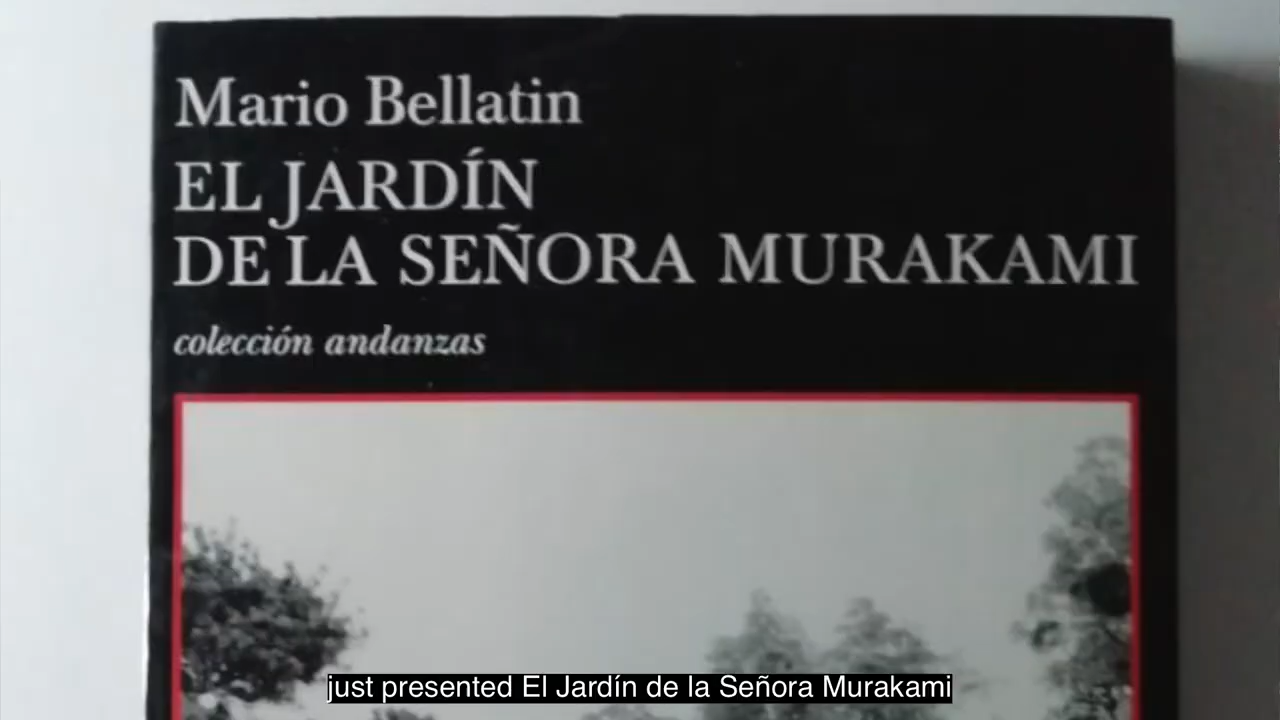 Mario Bellatin
EL JARDÍN
DE LA SEÑORA MURAKAMI
colección andanzas
just presented El Jardín de la Señora Murakami